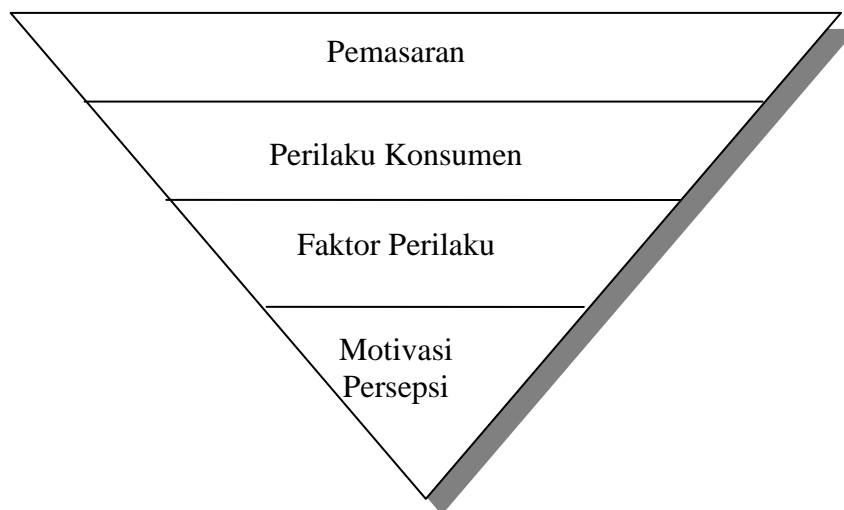 Pemasaran
Perilaku Konsumen
Faktor Perilaku
Motivasi
Persepsi